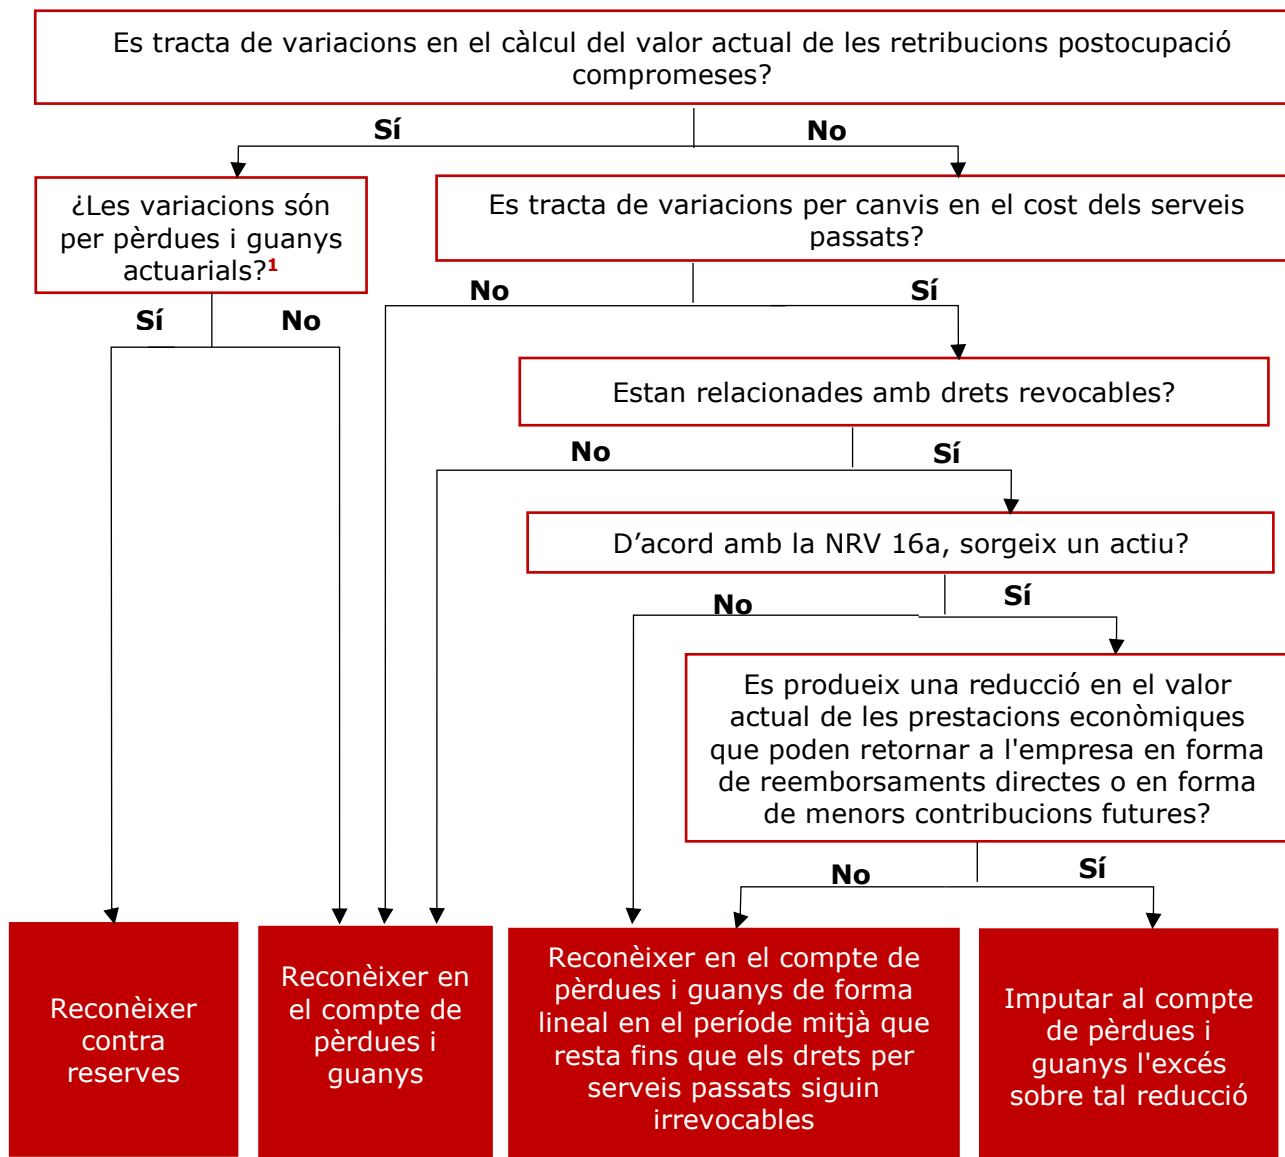 Es tracta de variacions en el càlcul del valor actual de les retribucions postocupació
compromeses?
Sí
No
¿Les variacions són
per pèrdues i guanys
actuarials?¹
Es tracta de variacions per canvis en el cost dels serveis
passats?
Sí
No
No
Sí
Estan relacionades amb drets revocables?
No
Sí
D’acord amb la NRV 16a, sorgeix un actiu?
No
Sí
Es produeix una reducció en el valor
actual de les prestacions econòmiques
que poden retornar a l'empresa en forma
de reemborsaments directes o en forma
de menors contribucions futures?
No
Sí
Reconèixer
contra
reserves
Reconèixer en
el compte de
pèrdues i
guanys
Reconèixer en el compte de
pèrdues i guanys de forma
lineal en el període mitjà que
resta fins que els drets per
serveis passats siguin
irrevocables
Imputar al compte
de pèrdues i
guanys l'excés
sobre tal reducció